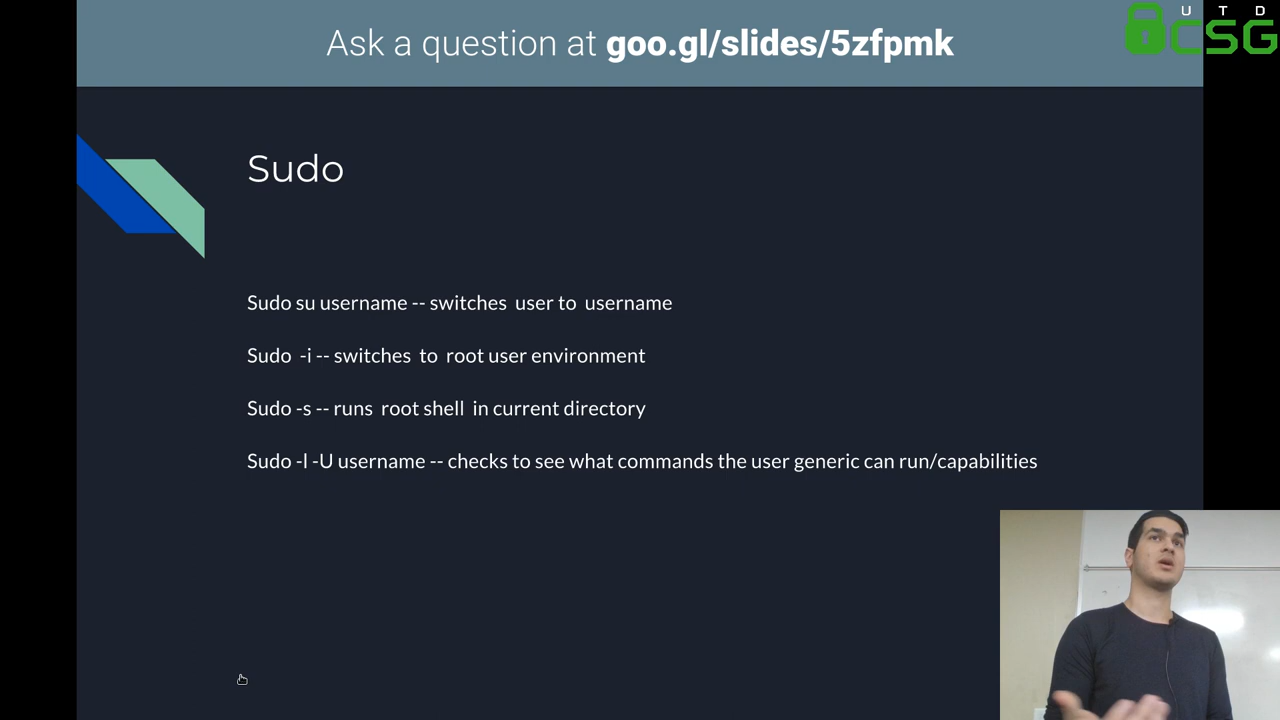 Ask a question at goo.gl/slides/5zfpmk
U T D
CSG
Sudo
Sudo su username -- switches user to username
Sudo -i -- switches to root user environment
Sudo -s -- runs root shell in current directory
Sudo -l -U username -- checks to see what commands the user generic can run/capabilities